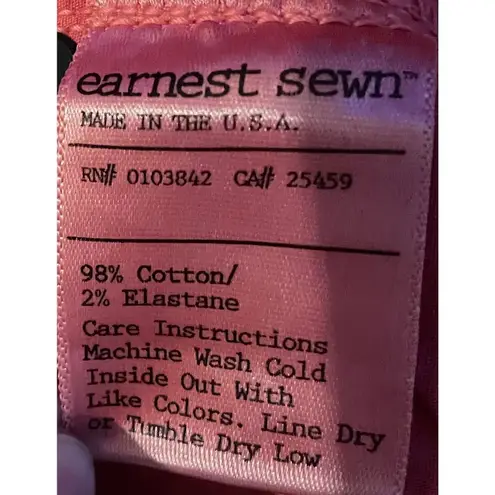 earnest sewn™
MADE IN THE U.S.A.
RN# 0103842 CA# 25459
98% Cotton/
2% Elastane
Care Instructions
Machine Wash Cold
Inside Out With
Like Colors. Line Dry
or Tumble Dry Low